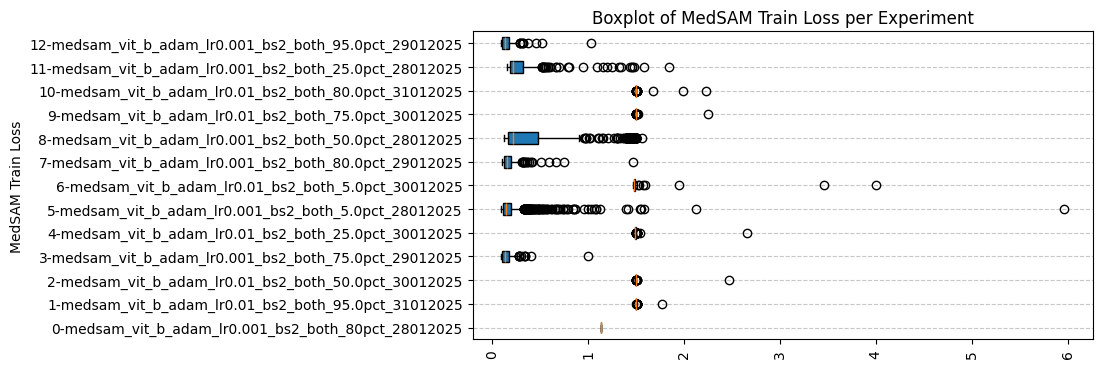 Boxplot of MedSAM Train Loss per Experiment
MedSAM Train Loss
12-medsam_vit_b_adam_lr0.001_bs2_both_95.0pct_29012025
11-medsam_vit_b_adam_lr0.001_bs2_both_25.0pct_28012025
10-medsam_vit_b_adam_lr0.01_bs2_both_80.0pct_31012025
9-medsam_vit_b_adam_lr0.01_bs2_both_75.0pct_30012025
8-medsam_vit_b_adam_lr0.001_bs2_both_50.0pct_28012025
7-medsam_vit_b_adam_lr0.001_bs2_both_80.0pct_29012025
6-medsam_vit_b_adam_lr0.01_bs2_both_5.0pct_30012025
5-medsam_vit_b_adam_lr0.001_bs2_both_5.0pct_28012025
4-medsam_vit_b_adam_lr0.01_bs2_both_25.0pct_30012025
3-medsam_vit_b_adam_lr0.001_bs2_both_75.0pct_29012025
2-medsam_vit_b_adam_lr0.01_bs2_both_50.0pct_30012025
1-medsam_vit_b_adam_lr0.01_bs2_both_95.0pct_31012025
0-medsam_vit_b_adam_lr0.001_bs2_both_80pct_28012025
0 1 2 3 4 5 6